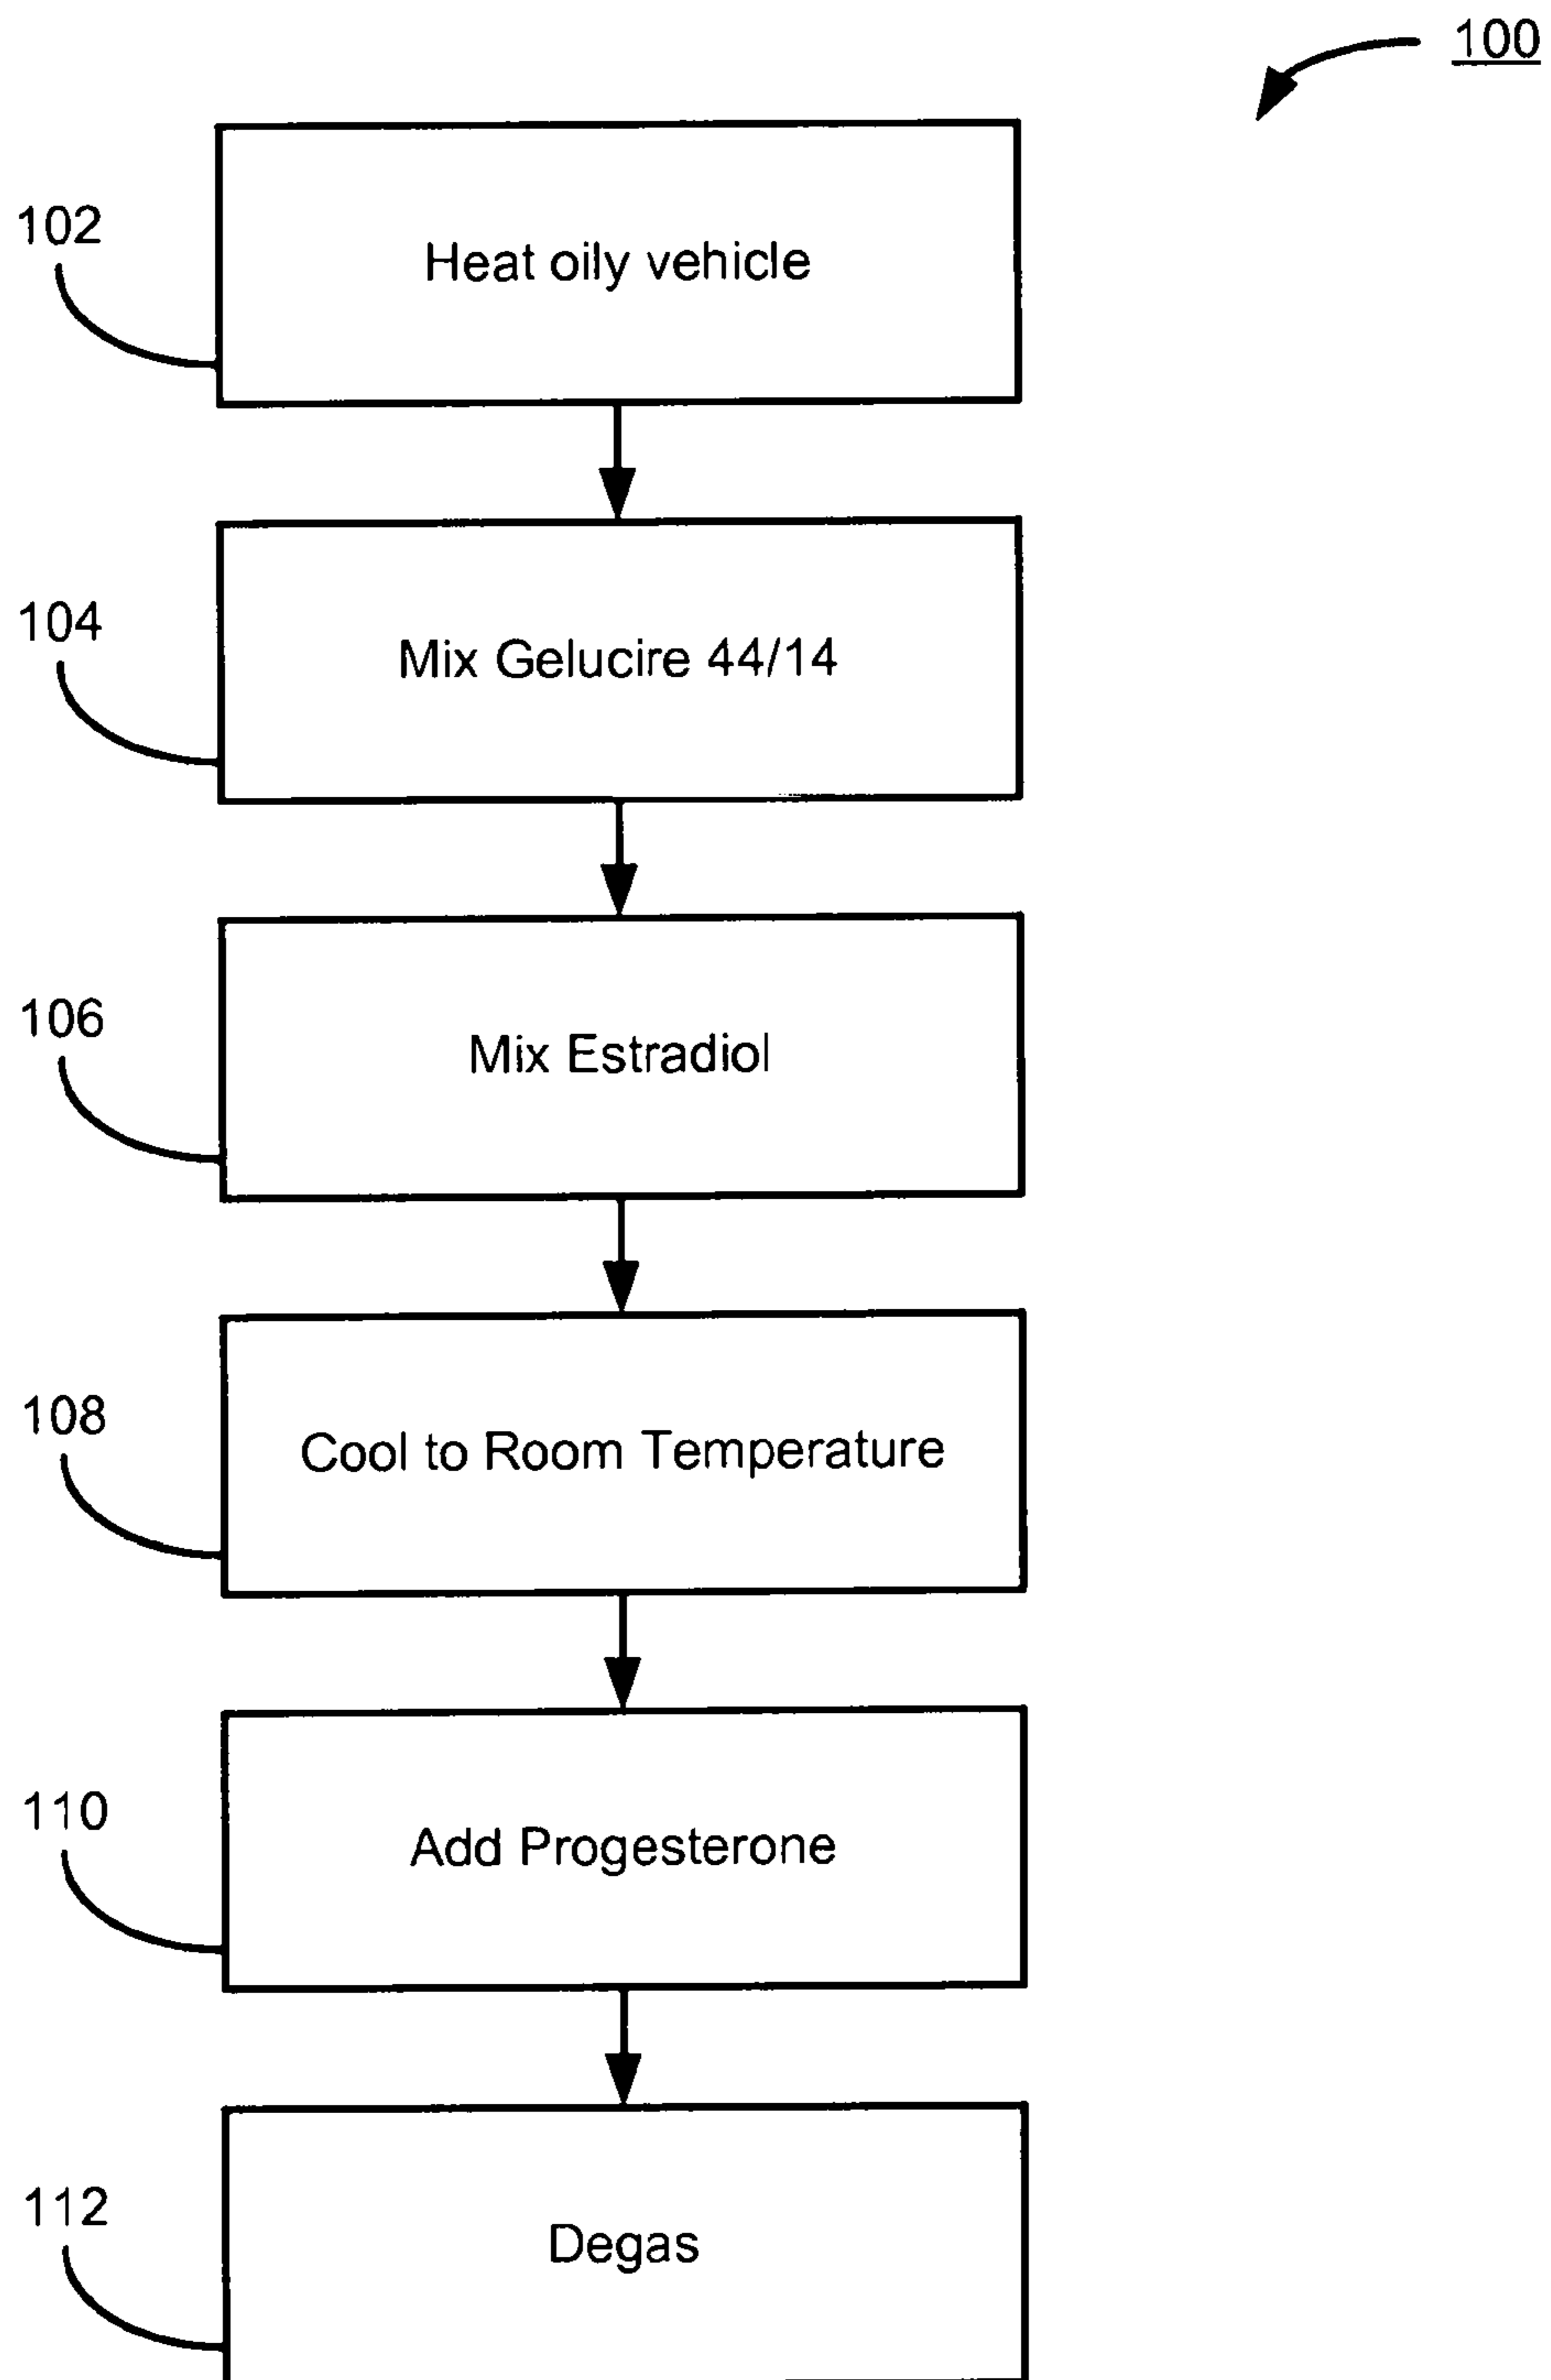 100
102
Heat oily vehicle
104
Mix Gelucire 44/14
106
Mix Estradiol
108
Cool to Room Temperature
110
Add Progesterone
112
Degas